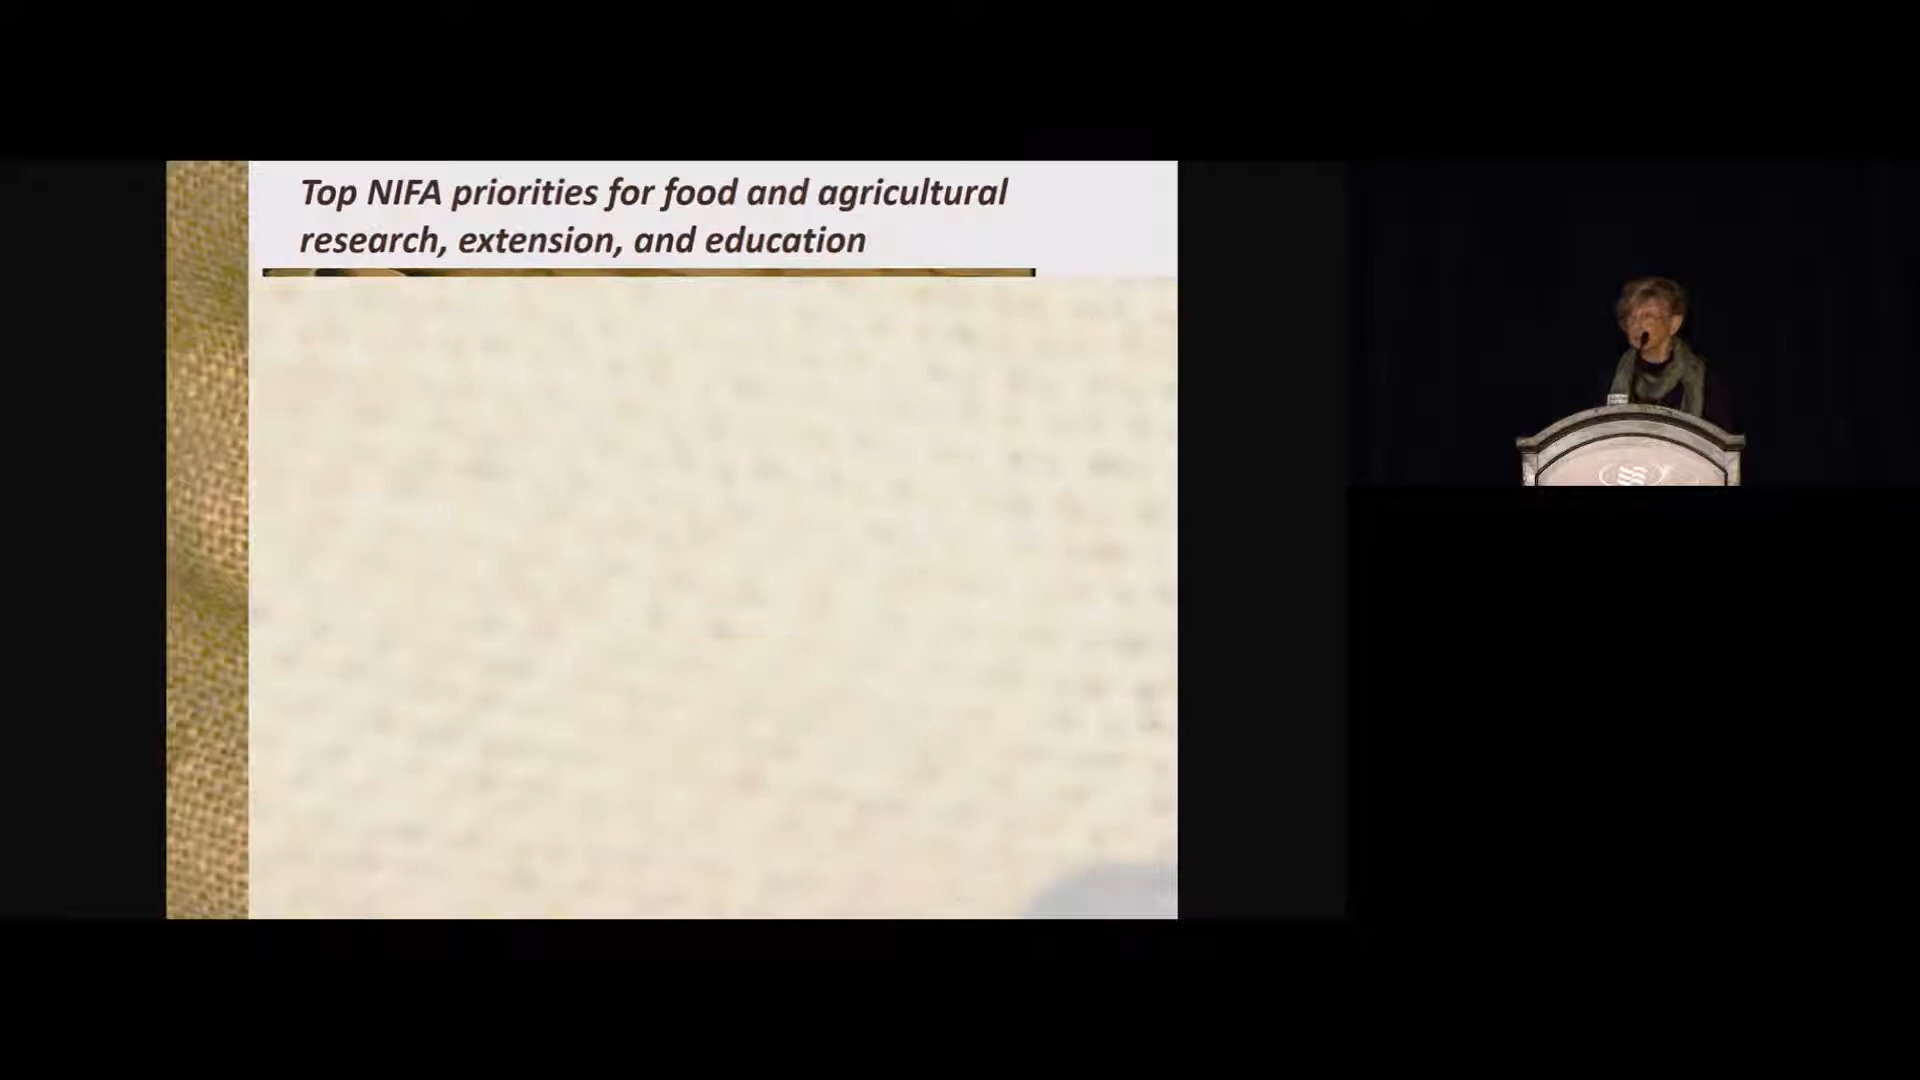 Top NIFA priorities for food and agricultural
research, extension, and education